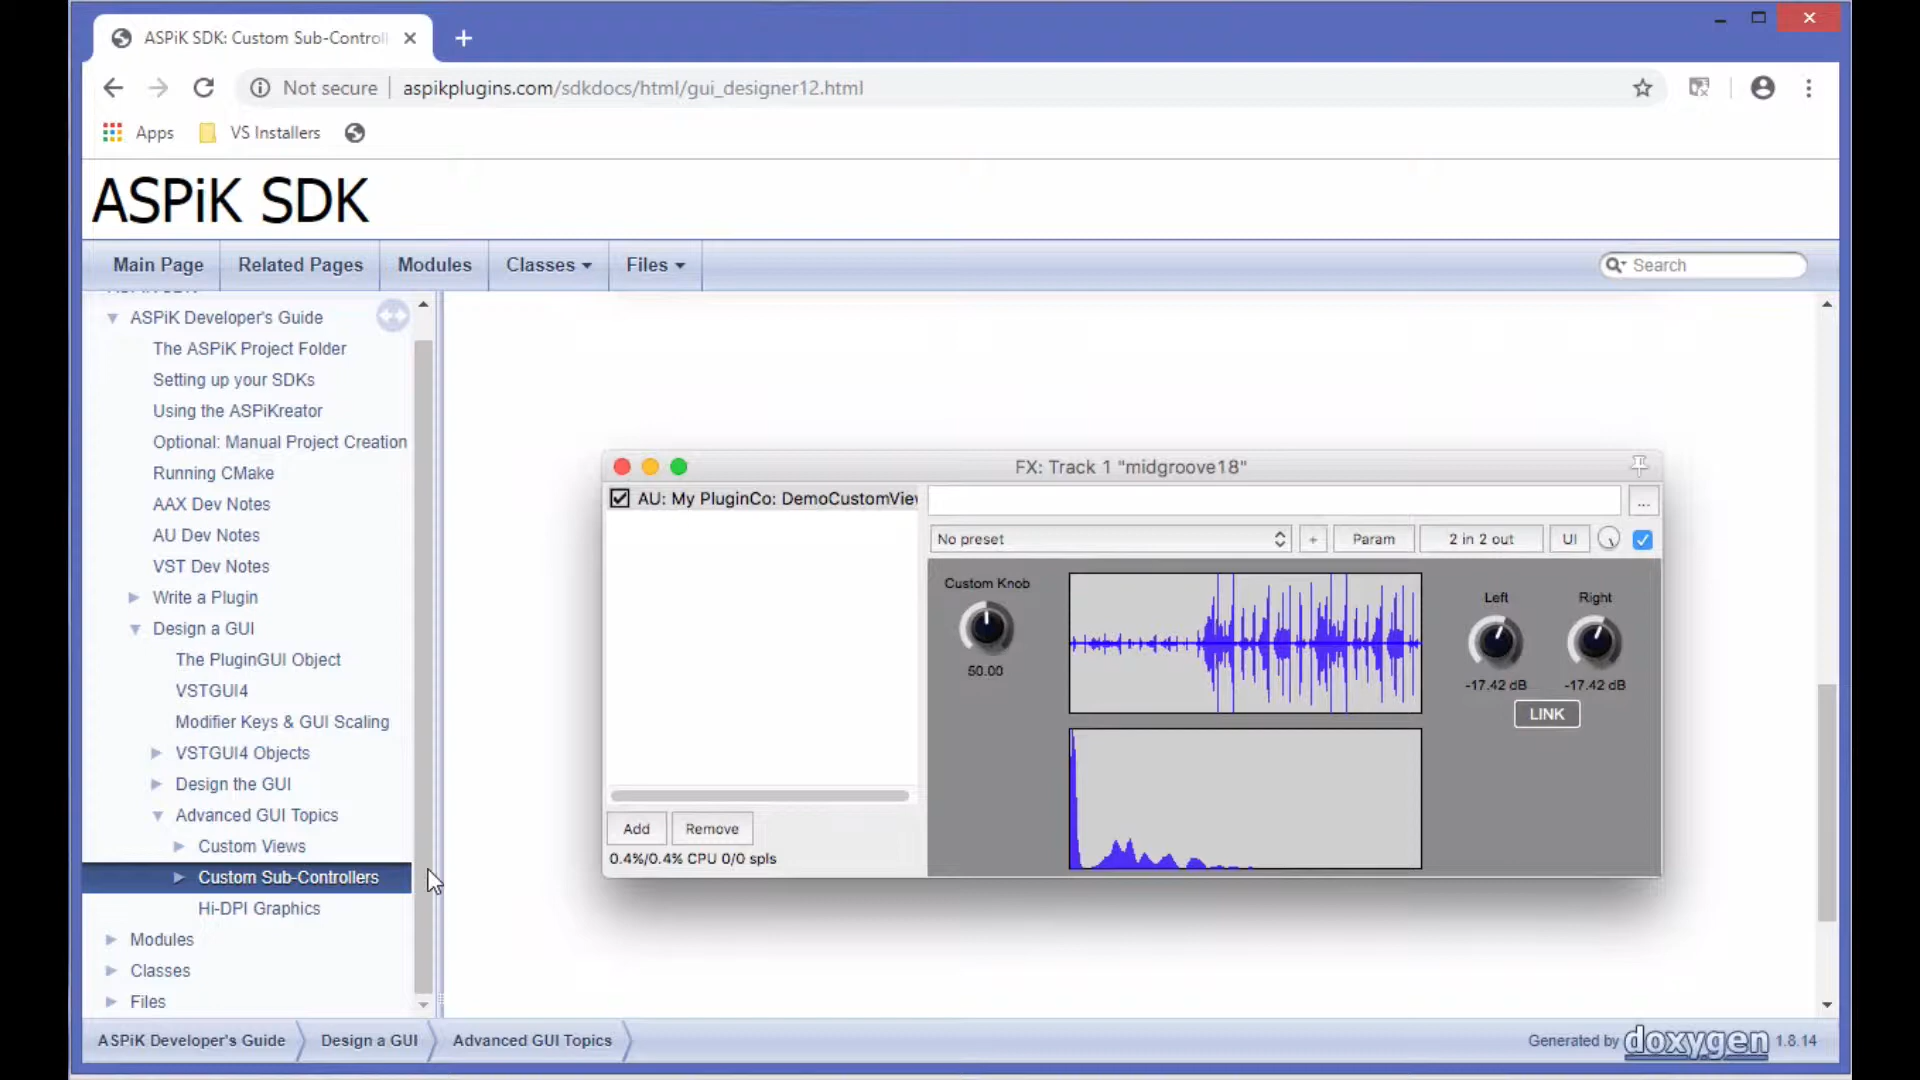 ASPiK SDK: Custom Sub-Control
Not secure aspikplugins.com/sdkdocs/html/gui_designer12.html
Apps VS Installers
ASPiK SDK
Main Page Related Pages Modules Classes Files Search
ASPiK SDK
ASPiK Developer's Guide
The ASPiK Project Folder
Setting up your SDKs
Using the ASPiKreator
Optional: Manual Project Creation
Running CMake
AAX Dev Notes
AU Dev Notes
VST Dev Notes
Write a Plugin
Design a GUI
The PluginGUI Object
VSTGUI4
Modifier Keys & GUI Scaling
VSTGUI4 Objects
Design the GUI
Advanced GUI Topics
Custom Views
Custom Sub-Controllers
Hi-DPI Graphics
Modules
Classes
Files
FX: Track 1 "midgroove18"
AU: My PluginCo: DemoCustomView
...
No preset + Param 2 in 2 out UI
Custom Knob
50.00
Left Right
-17.42 dB -17.42 dB
LINK
Add Remove
0.4%/0.4% CPU 0/0 spls
ASPiK Developer's Guide Design a GUI Advanced GUI Topics
Generated by doxygen 1.8.14